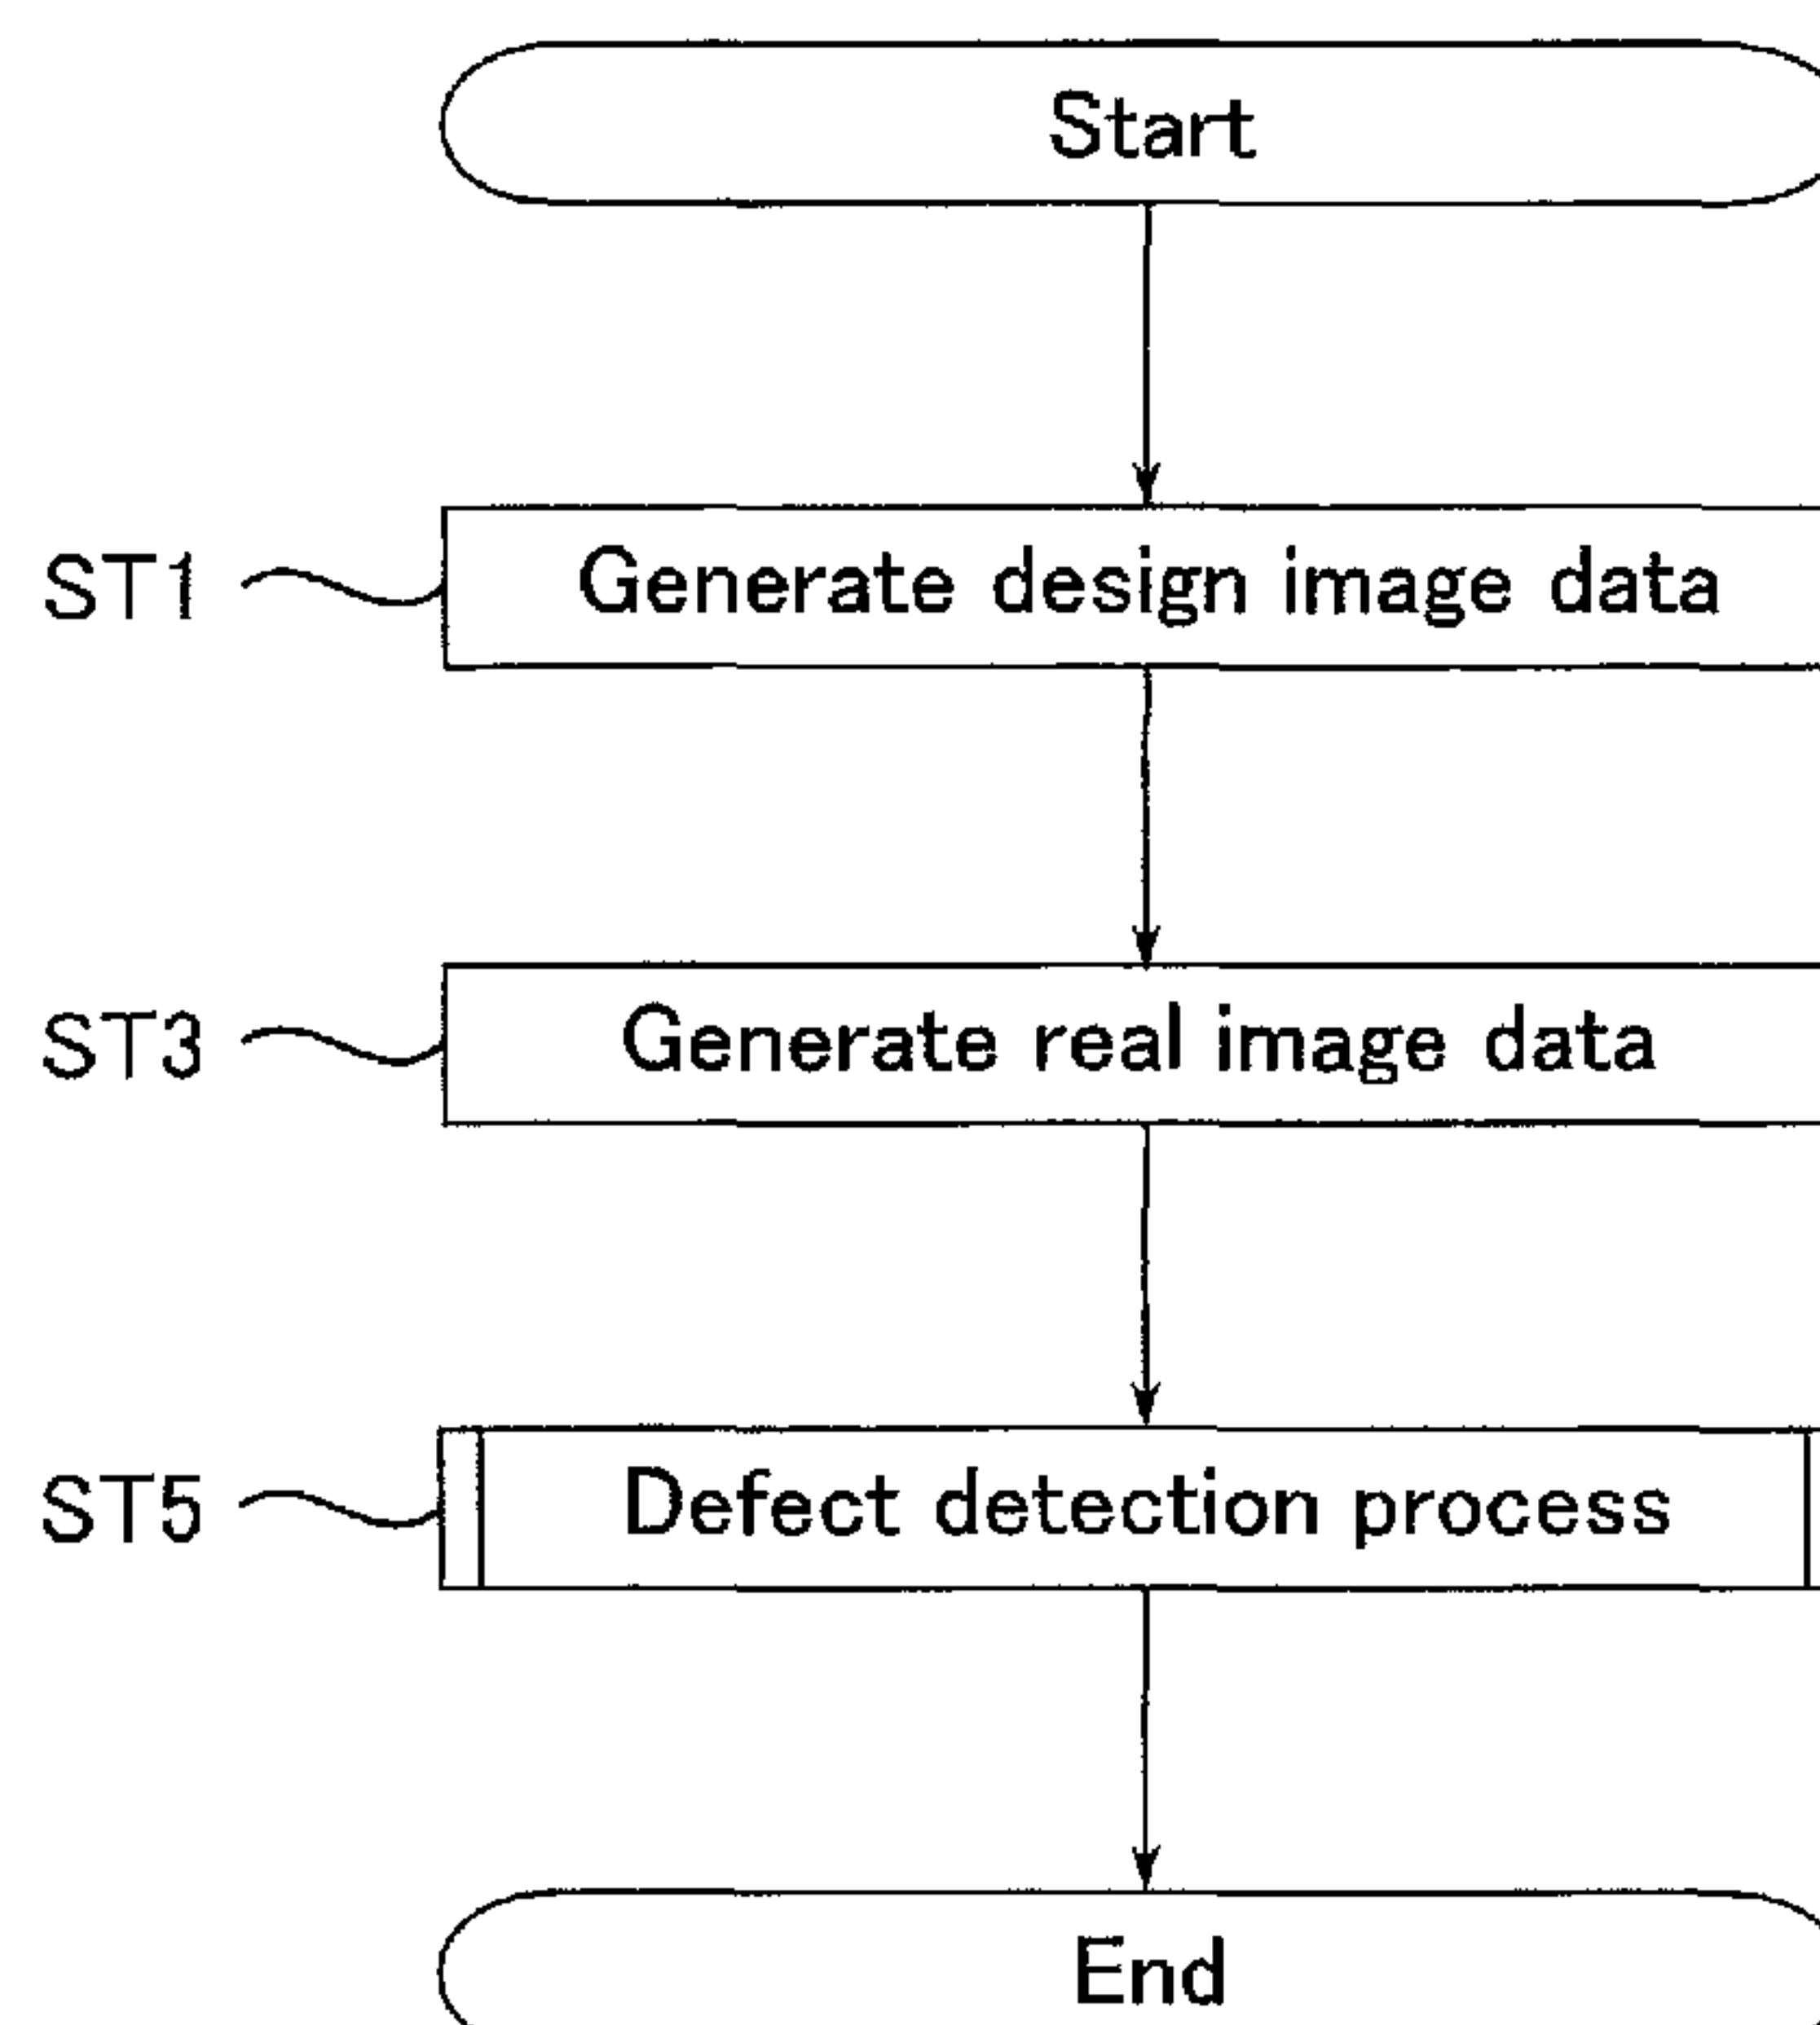 Start
ST1 Generate design image data
ST3 Generate real image data
ST5 Defect detection process
End